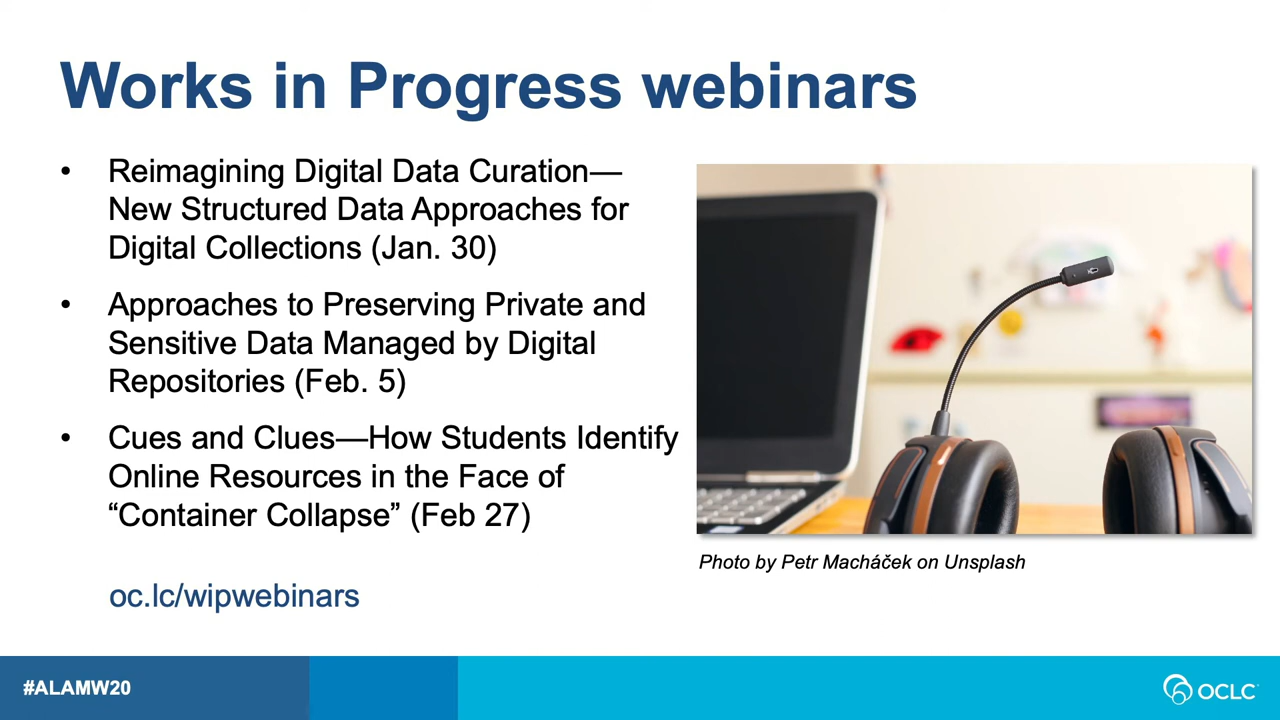 Works in Progress webinars
• Reimagining Digital Data Curation—
New Structured Data Approaches for
Digital Collections (Jan. 30)
• Approaches to Preserving Private and
Sensitive Data Managed by Digital
Repositories (Feb. 5)
• Cues and Clues—How Students Identify
Online Resources in the Face of
“Container Collapse” (Feb 27)
oc.lc/wipwebinars
Photo by Petr Macháček on Unsplash
#ALAMW20
OCLC